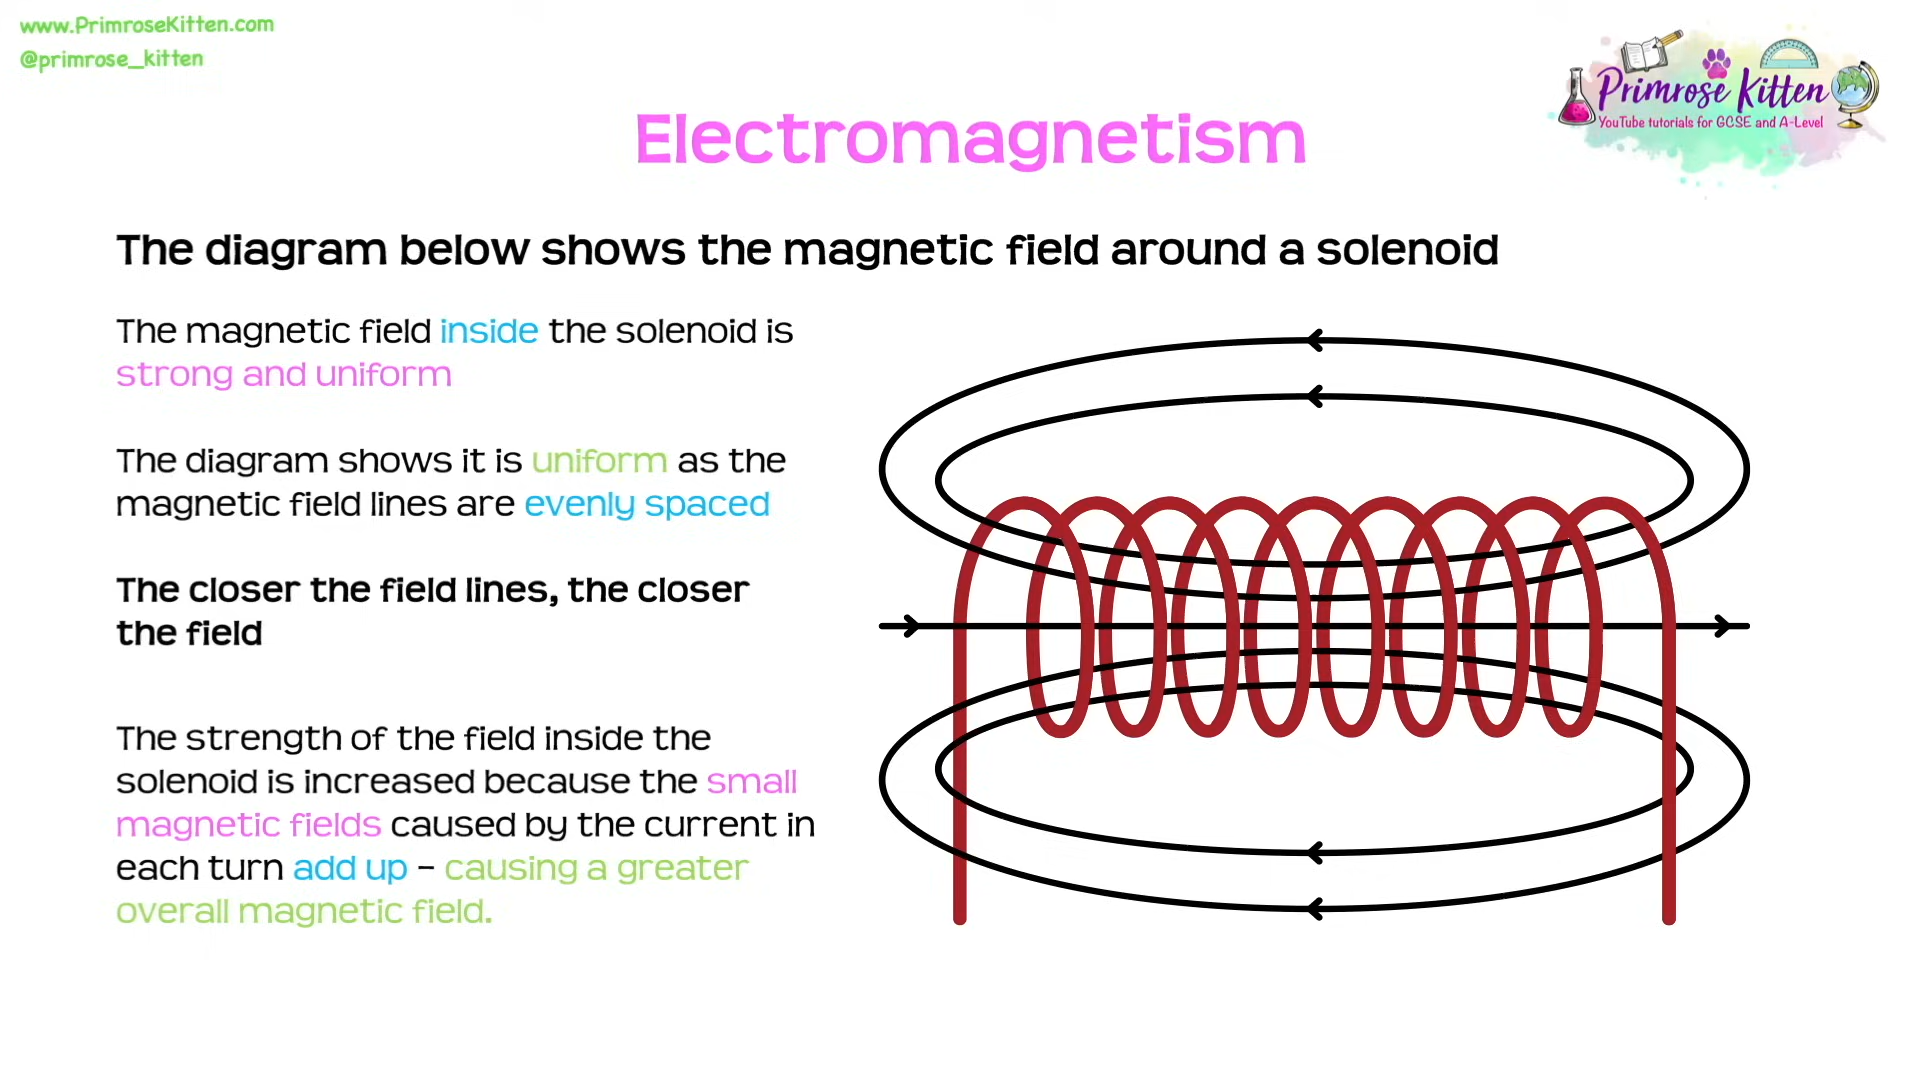 www.PrimroseKitten.com
@primrose_kitten
Primrose Kitten
YouTube tutorials for GCSE and A-Level
Electromagnetism
The diagram below shows the magnetic field around a solenoid
The magnetic field inside the solenoid is
strong and uniform
The diagram shows it is uniform as the
magnetic field lines are evenly spaced
The closer the field lines, the closer
the field
The strength of the field inside the
solenoid is increased because the small
magnetic fields caused by the current in
each turn add up - causing a greater
overall magnetic field.